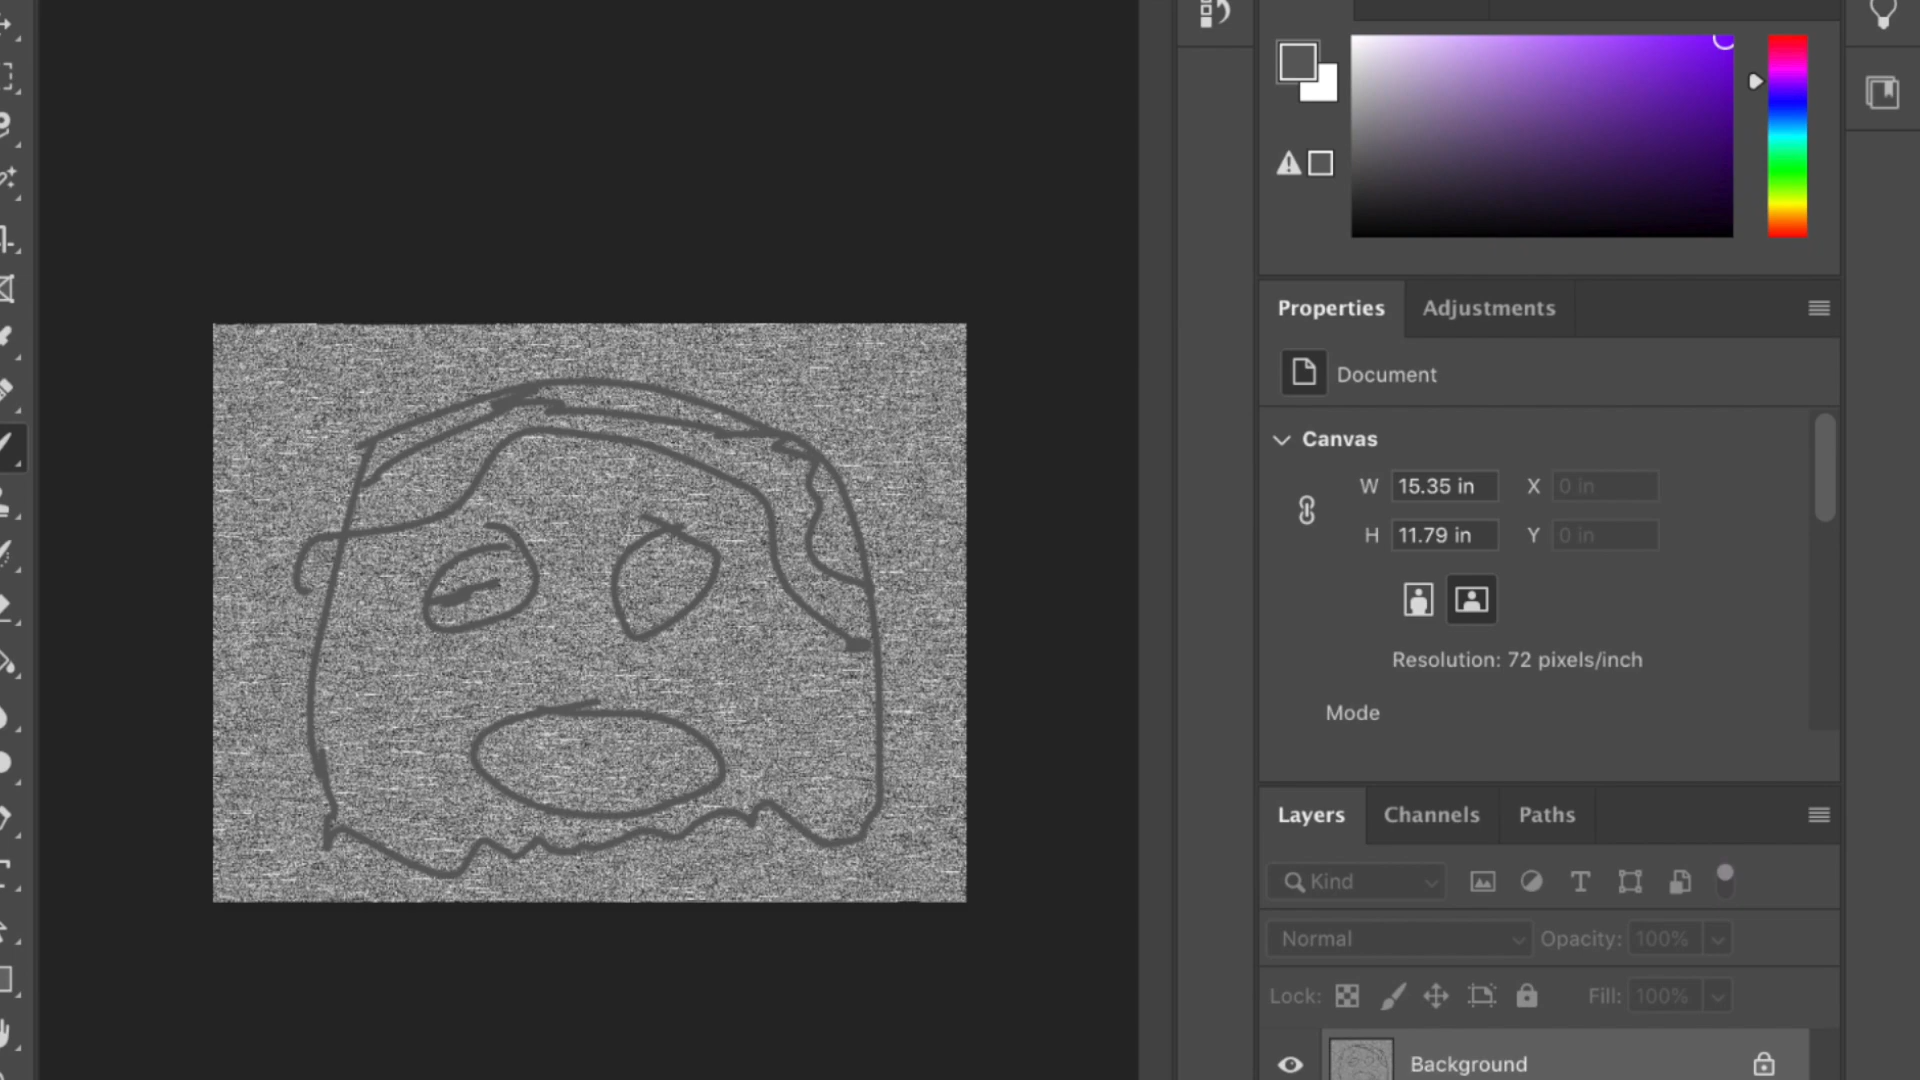 Properties
Adjustments
Document
Canvas
W 15.35 in X 0 in
H 11.79 in Y 0 in
Resolution: 72 pixels/inch
Mode
Layers
Channels
Paths
Kind
Normal
Opacity: 100%
Lock:
Fill: 100%
Background